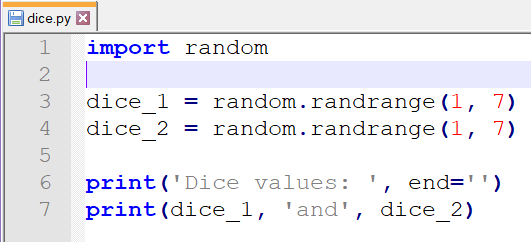 dice.py
1 import random
2
3 dice_1 = random.randrange(1, 7)
4 dice_2 = random.randrange(1, 7)
5
6 print('Dice values: ', end='')
7 print(dice_1, 'and', dice_2)